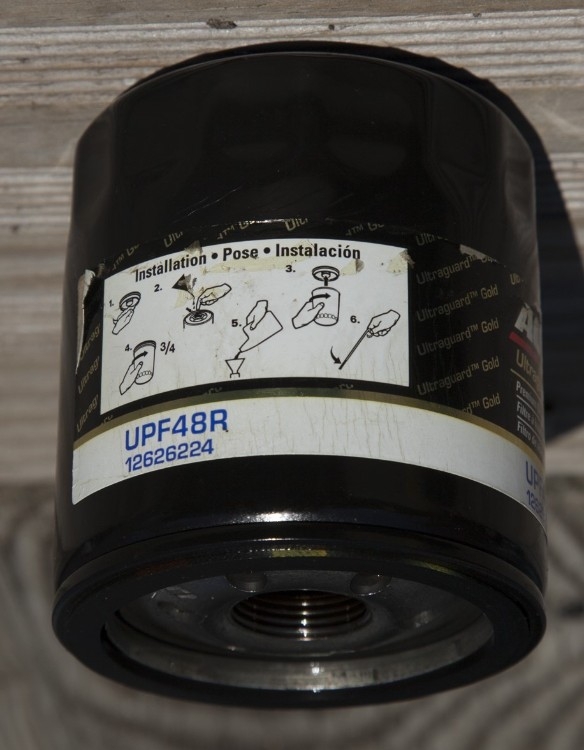 Installation • Pose • Instalación
1.
2.
3.
4.
3/4
5.
6.
Ultraguard™ Gold
Ultraguard™ Gold
Ultraguard™ Gold
Ultraguard™ Gold
UPF48R
12626224